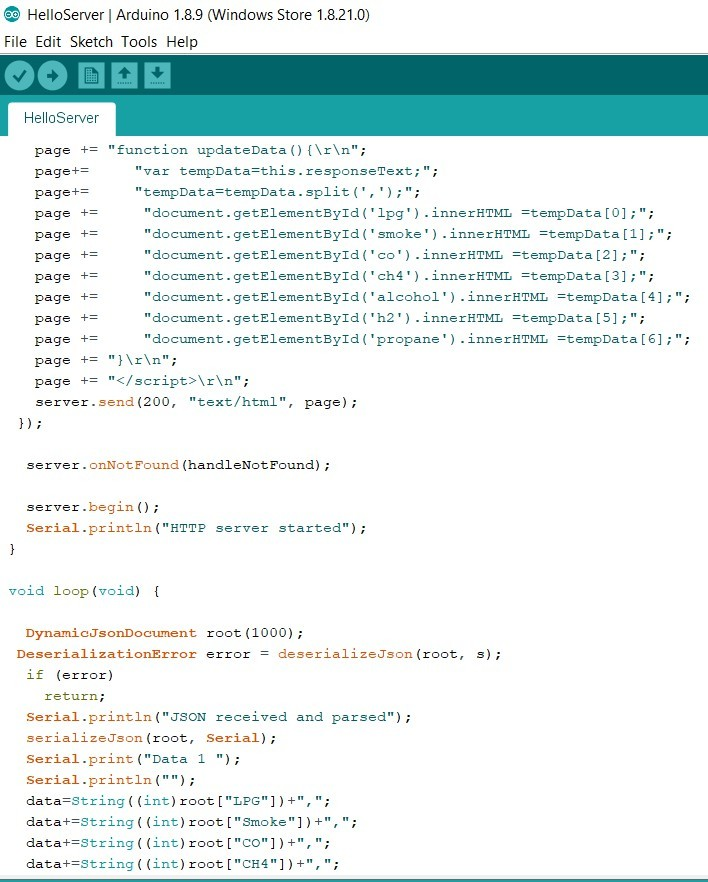 HelloServer | Arduino 1.8.9 (Windows Store 1.8.21.0)
File Edit Sketch Tools Help
HelloServer
page += "function updateData(){\r\n";
page+=     "var tempData=this.responseText;";
page+=     "tempData=tempData.split(',');";
page +=     "document.getElementById('lpg').innerHTML =tempData[0];";
page +=     "document.getElementById('smoke').innerHTML =tempData[1];";
page +=     "document.getElementById('co').innerHTML =tempData[2];";
page +=     "document.getElementById('ch4').innerHTML =tempData[3];";
page +=     "document.getElementById('alcohol').innerHTML =tempData[4];";
page +=     "document.getElementById('h2').innerHTML =tempData[5];";
page +=     "document.getElementById('propane').innerHTML =tempData[6];";
page += "}\r\n";
page += "</script>\r\n";
server.send(200, "text/html", page);
});
server.onNotFound(handleNotFound);
server.begin();
Serial.println("HTTP server started");
}
void loop(void) {
DynamicJsonDocument root(1000);
DeserializationError error = deserializeJson(root, s);
if (error)
return;
Serial.println("JSON received and parsed");
serializeJson(root, Serial);
Serial.print("Data 1 ");
Serial.println("");
data=String((int)root["LPG"])+",";
data+=String((int)root["Smoke"])+",";
data+=String((int)root["CO"])+",";
data+=String((int)root["CH4"])+",";